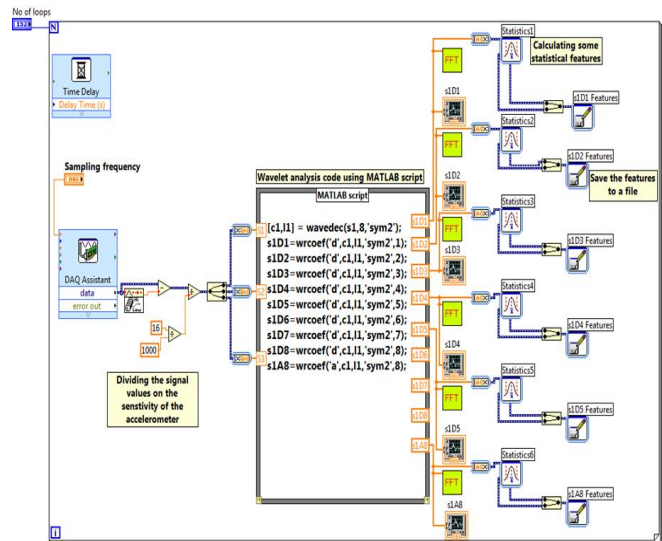 No of loops
I32
N
Time Delay
Delay Time (s)
Sampling frequency
DBL
DAQ Assistant
data
error out
16
1000
Dividing the signal
values on the
senstivity of the
accelerometer
Wavelet analysis code using MATLAB script
MATLAB script
S1
S2
S3
[c1,l1] = wavedec(s1,8,'sym2');
s1D1=wrcoef('d',c1,l1,'sym2',1);
s1D2=wrcoef('d',c1,l1,'sym2',2);
s1D3=wrcoef('d',c1,l1,'sym2',3);
s1D4=wrcoef('d',c1,l1,'sym2',4);
s1D5=wrcoef('d',c1,l1,'sym2',5);
s1D6=wrcoef('d',c1,l1,'sym2',6);
s1D7=wrcoef('d',c1,l1,'sym2',7);
s1D8=wrcoef('d',c1,l1,'sym2',8);
s1A8=wrcoef('a',c1,l1,'sym2',8);
s1D1
s1D2
s1D3
s1D4
s1D5
s1D6
s1D7
s1D8
s1A8
FFT
s1D1
FFT
s1D2
FFT
s1D3
FFT
s1D4
FFT
s1D5
FFT
s1A8
Statistics1
Calculating some
statistical features
s1D1 Features
Statistics2
s1D2 Features
Save the features
to a file
Statistics3
s1D3 Features
Statistics4
s1D4 Features
Statistics5
s1D5 Features
Statistics6
s1A8 Features
i